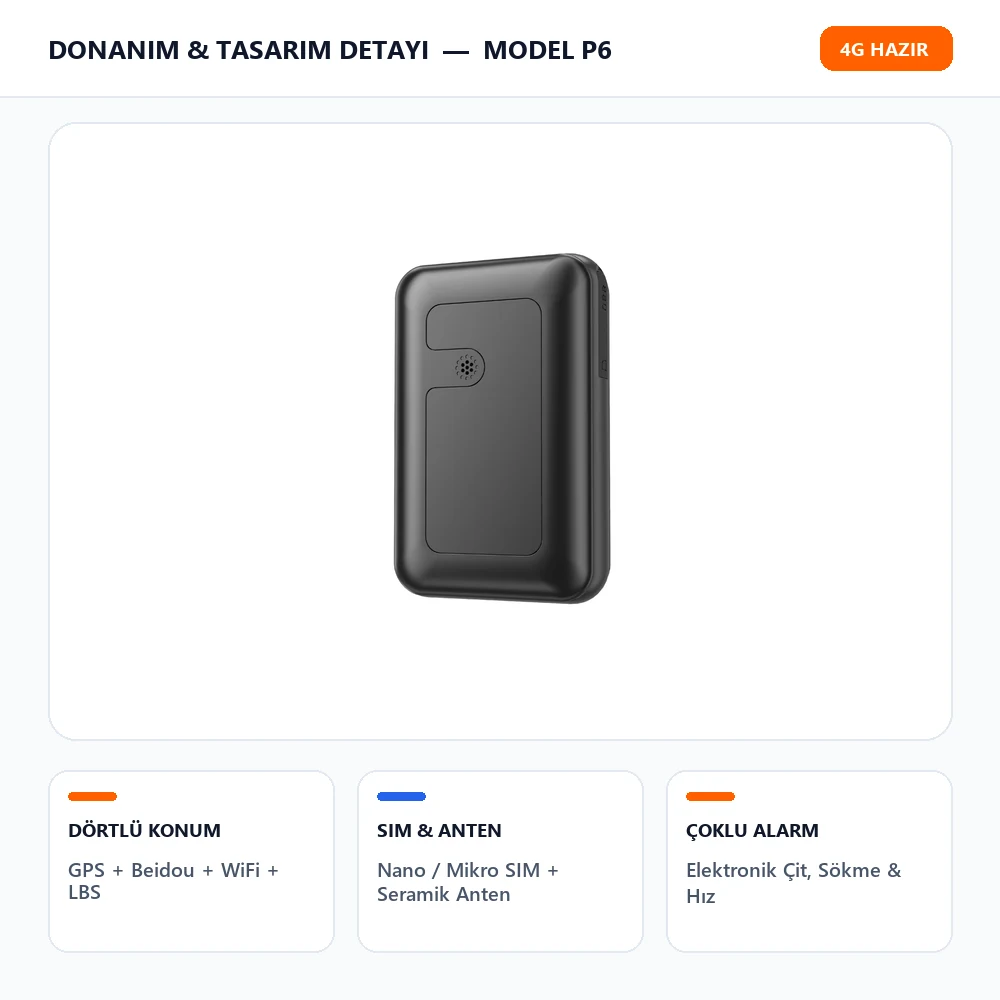 DONANIM & TASARIM DETAYI — MODEL P6
4G HAZIR
DÖRTLÜ KONUM
GPS + Beidou + WiFi +
LBS
SIM & ANTEN
Nano / Mikro SIM +
Seramik Anten
ÇOKLU ALARM
Elektronik Çit, Sökme &
Hız